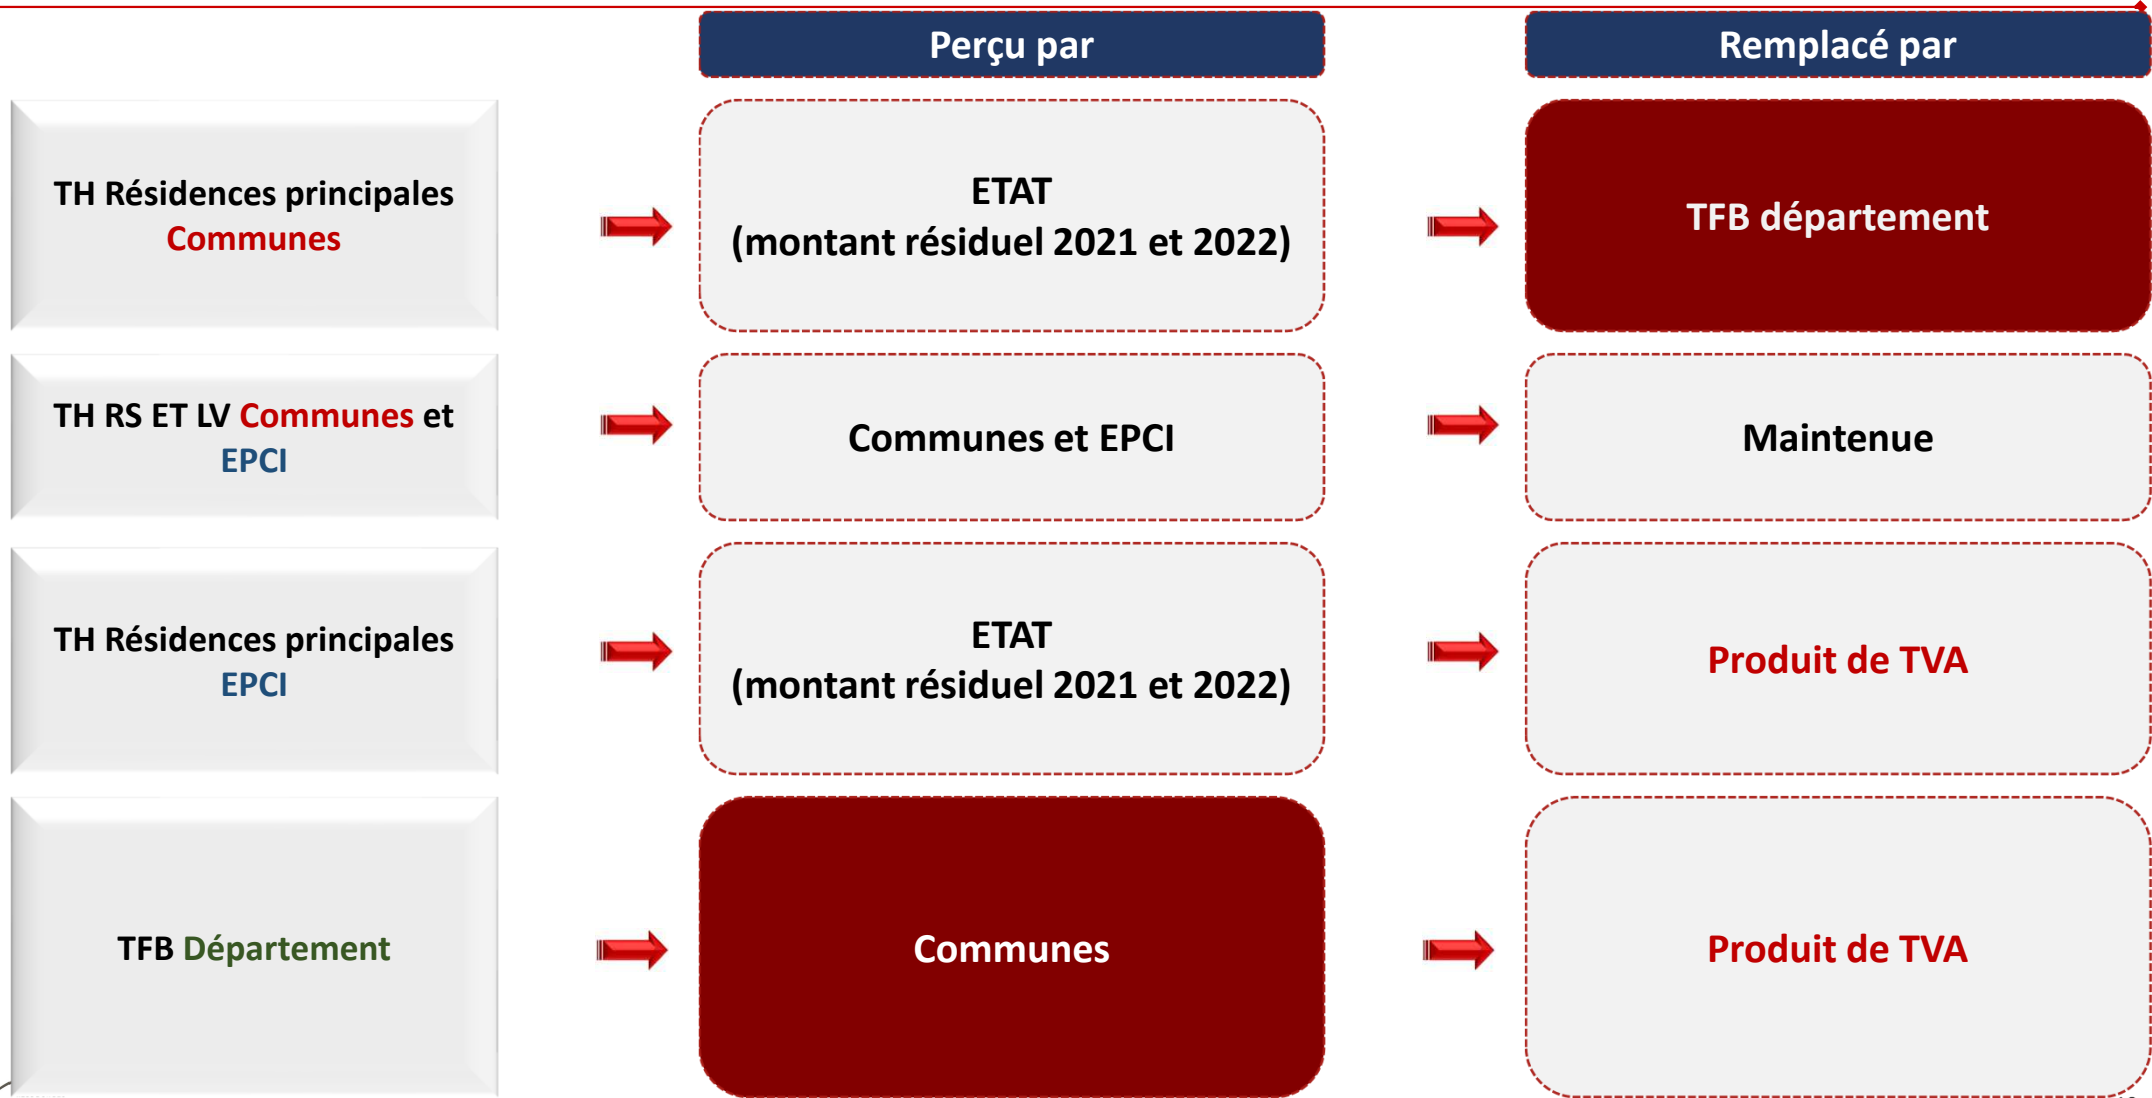 Perçu par
Remplacé par
TH Résidences principales
Communes
ETAT
(montant résiduel 2021 et 2022)
TFB département
TH RS ET LV Communes et
EPCI
Communes et EPCI
Maintenue
TH Résidences principales
EPCI
ETAT
(montant résiduel 2021 et 2022)
Produit de TVA
TFB Département
Communes
Produit de TVA